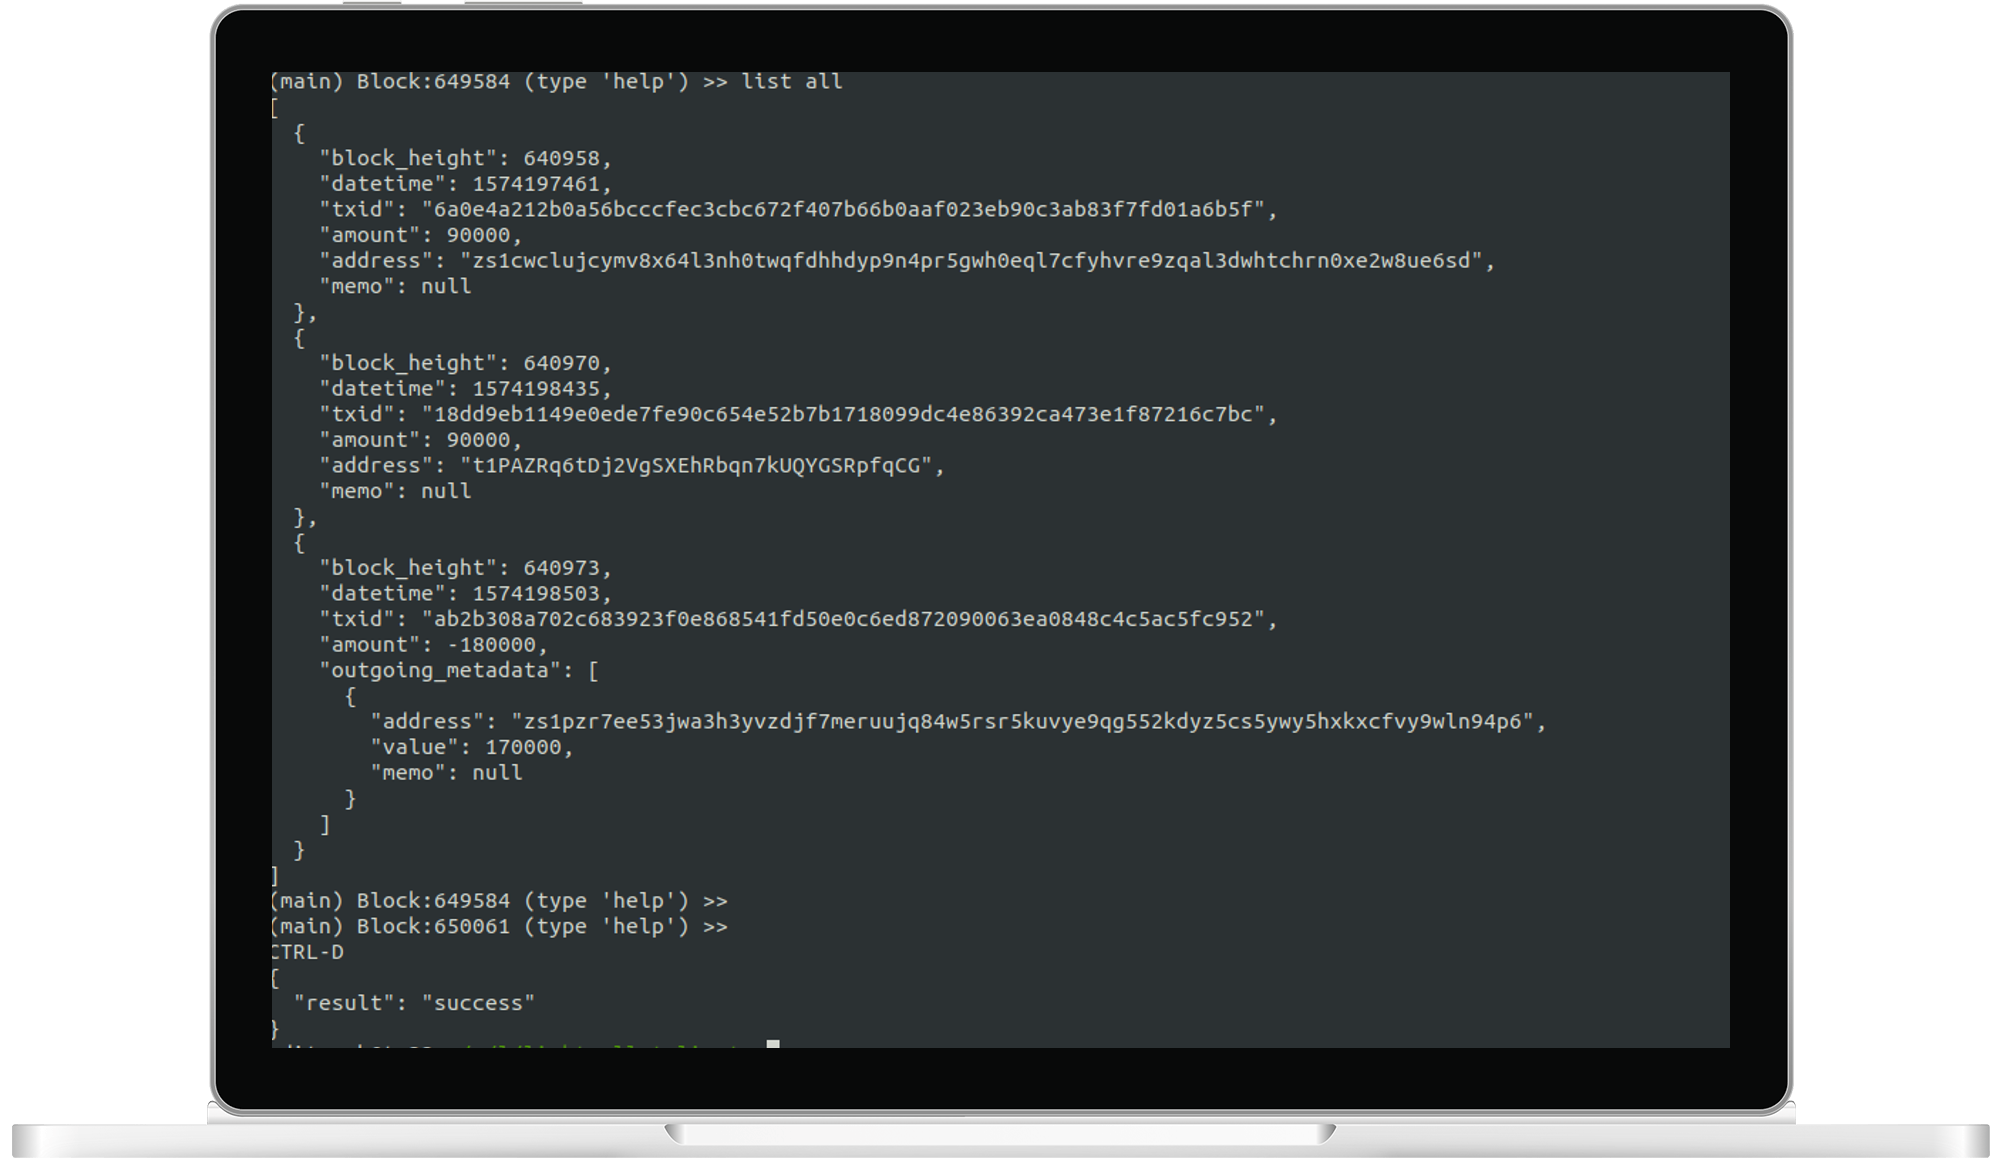 (main) Block:649584 (type 'help') >> list all
[
  {
    "block_height": 640958,
    "datetime": 1574197461,
    "txid": "6a0e4a212b0a56bcccfec3cbc672f407b66b0aaf023eb90c3ab83f7fd01a6b5f",
    "amount": 90000,
    "address": "zs1cwclujcymv8x64l3nh0twqfdhhdyp9n4pr5gwh0eql7cfyhvre9zqal3dwhtchrn0xe2w8ue6sd",
    "memo": null
  },
  {
    "block_height": 640970,
    "datetime": 1574198435,
    "txid": "18dd9eb1149e0ede7fe90c654e52b7b1718099dc4e86392ca473e1f87216c7bc",
    "amount": 90000,
    "address": "t1PAZRq6tDj2VgSXEhRbqn7kUQYGSRpfqCG",
    "memo": null
  },
  {
    "block_height": 640973,
    "datetime": 1574198503,
    "txid": "ab2b308a702c683923f0e868541fd50e0c6ed872090063ea0848c4c5ac5fc952",
    "amount": -180000,
    "outgoing_metadata": [
      {
        "address": "zs1pzr7ee53jwa3h3yvzdjf7meruujq84w5rsr5kuvye9qg552kdyz5cs5ywy5hxkxcfvy9wln94p6",
        "value": 170000,
        "memo": null
      }
    ]
  }
]
(main) Block:649584 (type 'help') >>
(main) Block:650061 (type 'help') >>
CTRL-D
{
  "result": "success"
}